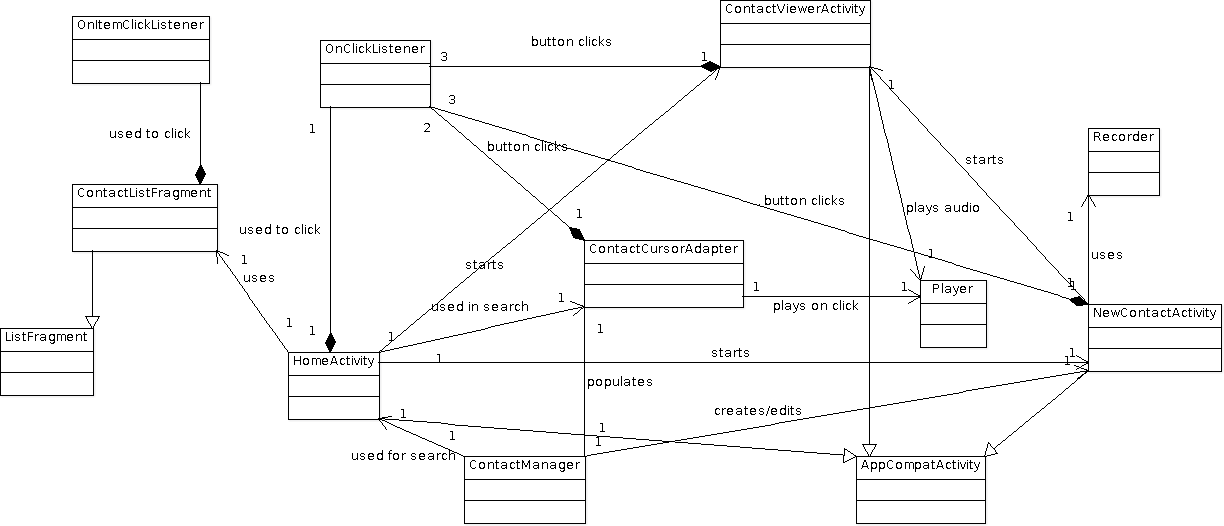 ContactViewerActivity
OnItemClickListener
OnClickListener
button clicks
3
1
1
3
1
2
used to click
Recorder
button clicks
starts
ContactListFragment
button clicks
plays audio
1
1
used to click
ContactCursorAdapter
1
uses
1
starts
uses
1
1
Player
plays on click
1
1
used in search
1
NewContactActivity
1
1
1
ListFragment
1
HomeActivity
1
starts
1
1
populates
creates/edits
1
1
1
1
used for search
ContactManager
AppCompatActivity